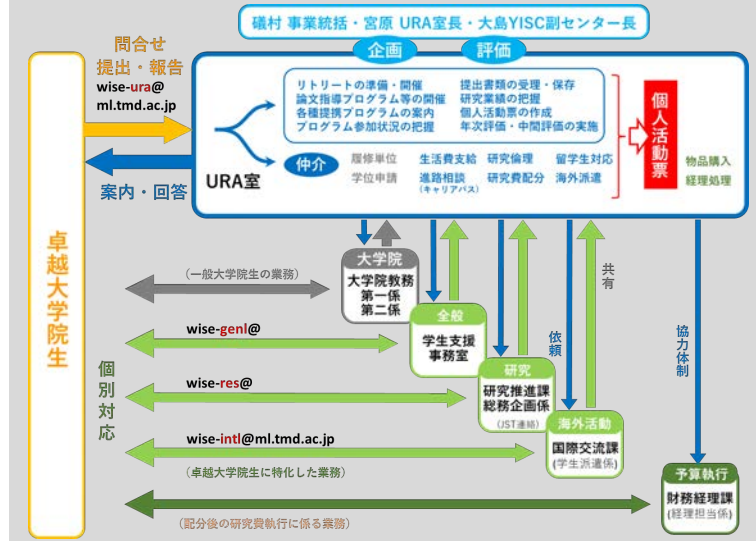 礒村 事業統括・宮原 URA室長・大島YISC副センター長
企画
評価
問合せ
提出・報告
wise-ura@
ml.tmd.ac.jp
案内・回答
URA室
リトリートの準備・開催
論文指導プログラム等の開催
各種提携プログラムの案内
プログラム参加状況の把握
提出書類の受理・保存
研究業績の把握
個人活動票の作成
年次評価・中間評価の実施
個人活動票
仲介
履修単位
学位申請
生活費支給
進路相談
(キャリアパス)
研究倫理
研究費配分
留学生対応
海外派遣
物品購入
経理処理
卓越大学院生
個別対応
(一般大学院生の業務)
wise-genl@
wise-res@
wise-intl@ml.tmd.ac.jp
(卓越大学院生に特化した業務)
(配分後の研究費執行に係る業務)
大学院
大学院教務
第一係
第二係
全般
学生支援
事務室
研究
研究推進課
総務企画係
(JST連絡)
海外活動
国際交流課
(学生派遣係)
予算執行
財務経理課
(経理担当係)
依頼
共有
協力体制